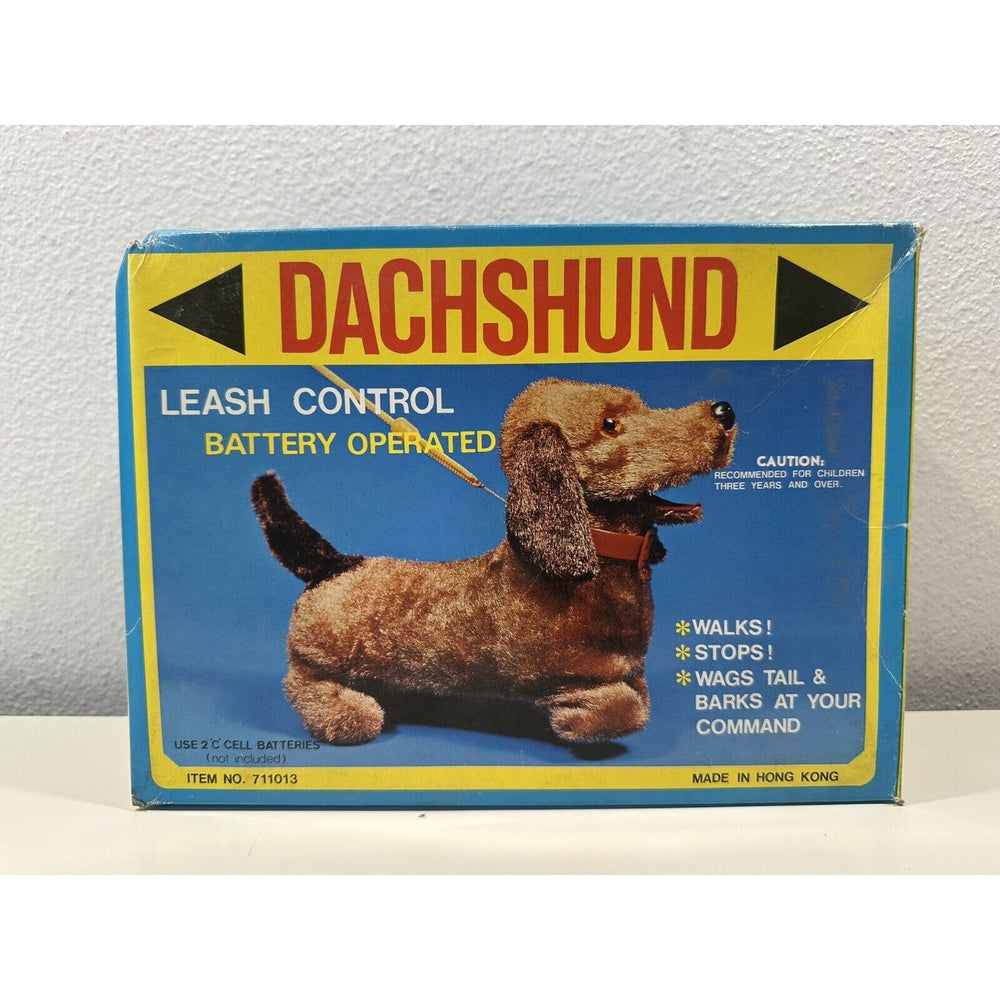 DACHSHUND
LEASH CONTROL
BATTERY OPERATED
CAUTION:
RECOMMENDED FOR CHILDREN
THREE YEARS AND OVER.
*WALKS!
*STOPS!
*WAGS TAIL &
BARKS AT YOUR
COMMAND
USE 2 'C' CELL BATTERIES
(not included)
ITEM NO. 711013
MADE IN HONG KONG